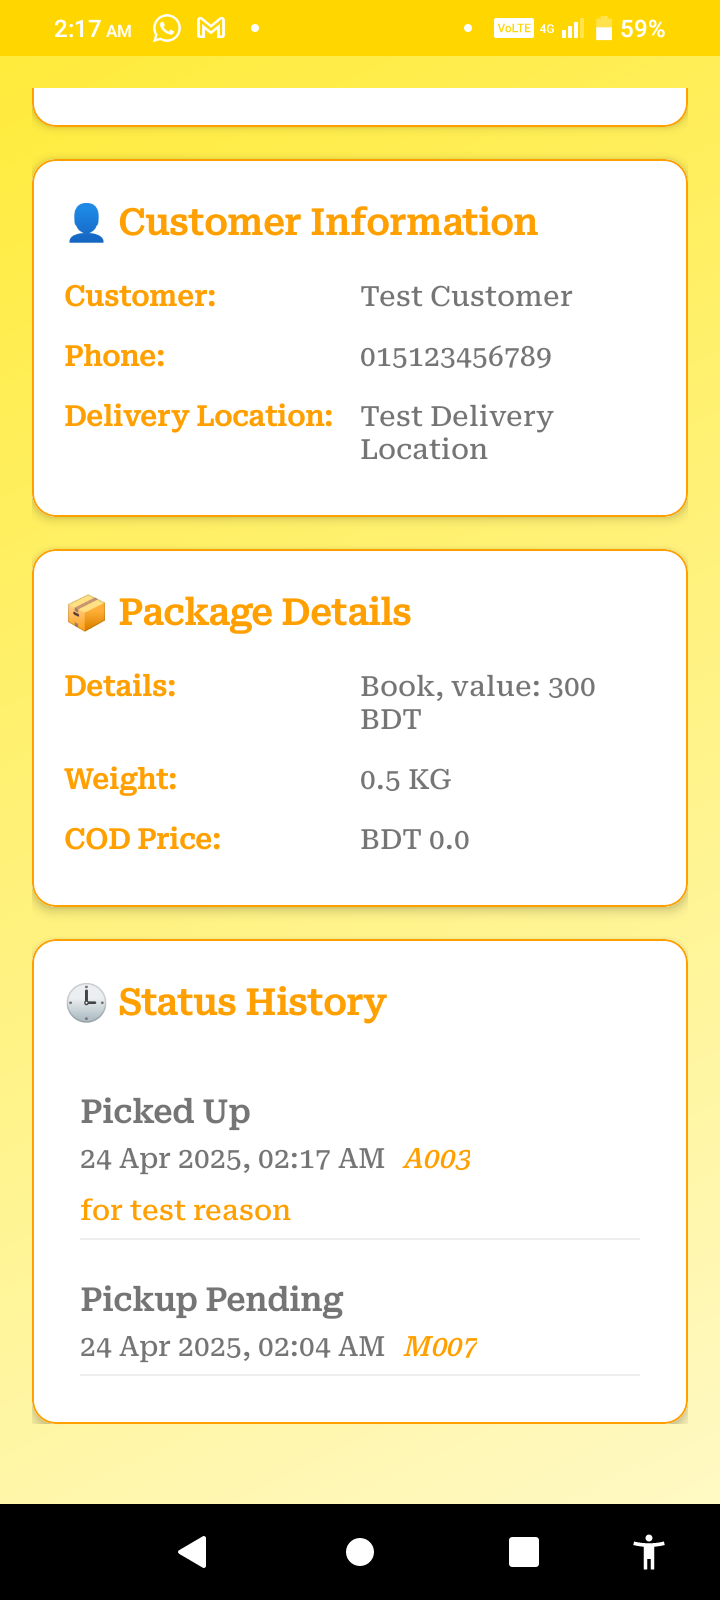 2:17 AM
VoLTE 4G 59%
Customer Information
Customer: Test Customer
Phone: 015123456789
Delivery Location: Test Delivery
Location
Package Details
Details: Book, value: 300
BDT
Weight: 0.5 KG
COD Price: BDT 0.0
Status History
Picked Up
24 Apr 2025, 02:17 AM A003
for test reason
Pickup Pending
24 Apr 2025, 02:04 AM M007